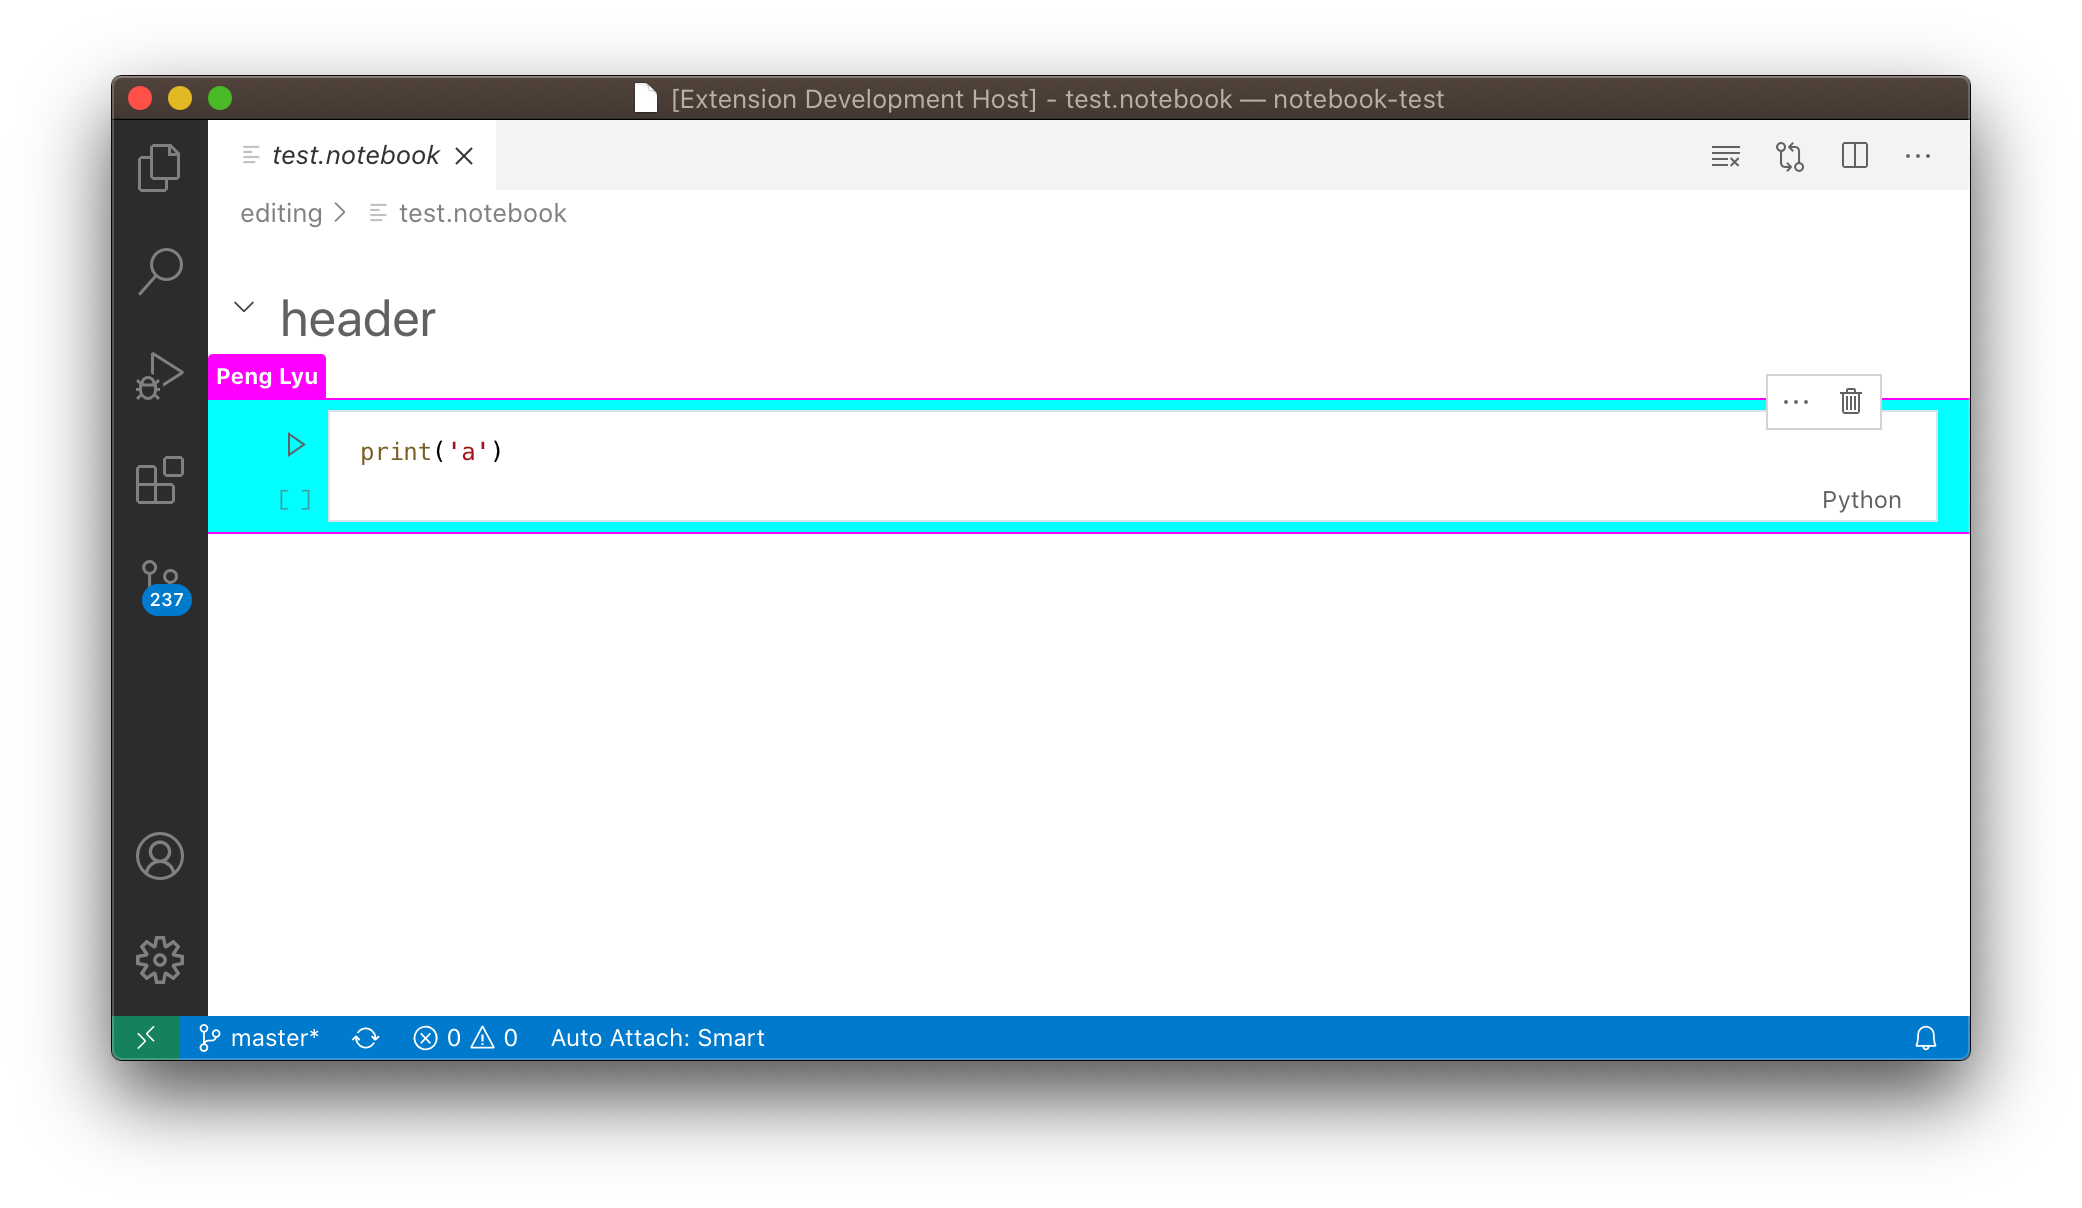 [Extension Development Host] - test.notebook — notebook-test
test.notebook
editing > test.notebook
header
Peng Lyu
print('a')
[ ]
Python
237
master* 0 0 Auto Attach: Smart